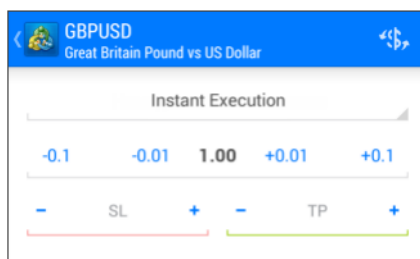 GBPUSD
Great Britain Pound vs US Dollar
Instant Execution
-0.1 -0.01 1.00 +0.01 +0.1
- SL + - TP +